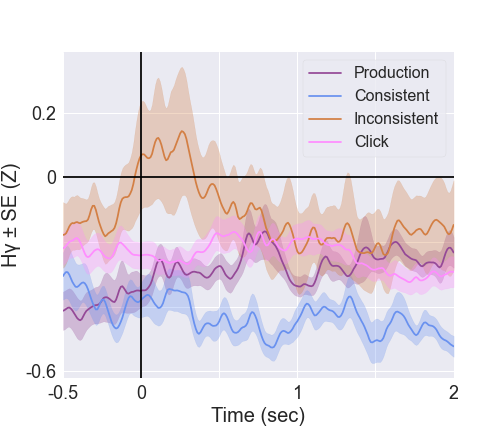 Production
Consistent
Inconsistent
Click
0.2
0
-0.6
Hγ ± SE (Z)
-0.5 0 1 2
Time (sec)